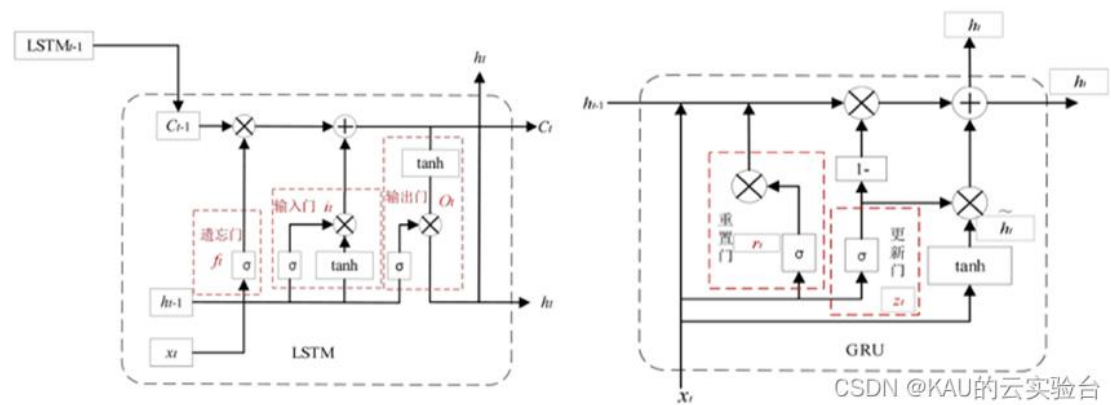 LSTMt-1
ht
Ct-1
Ct
tanh
输出门 Ot
输入门 it
遗忘门
ft
σ
σ
tanh
σ
ht-1
ht
xt
LSTM
ht
ht-1
ht
1-
重置门
rt
σ
σ
更新门
zt
h̃t
tanh
GRU
xt
CSDN @KAU的云实验台